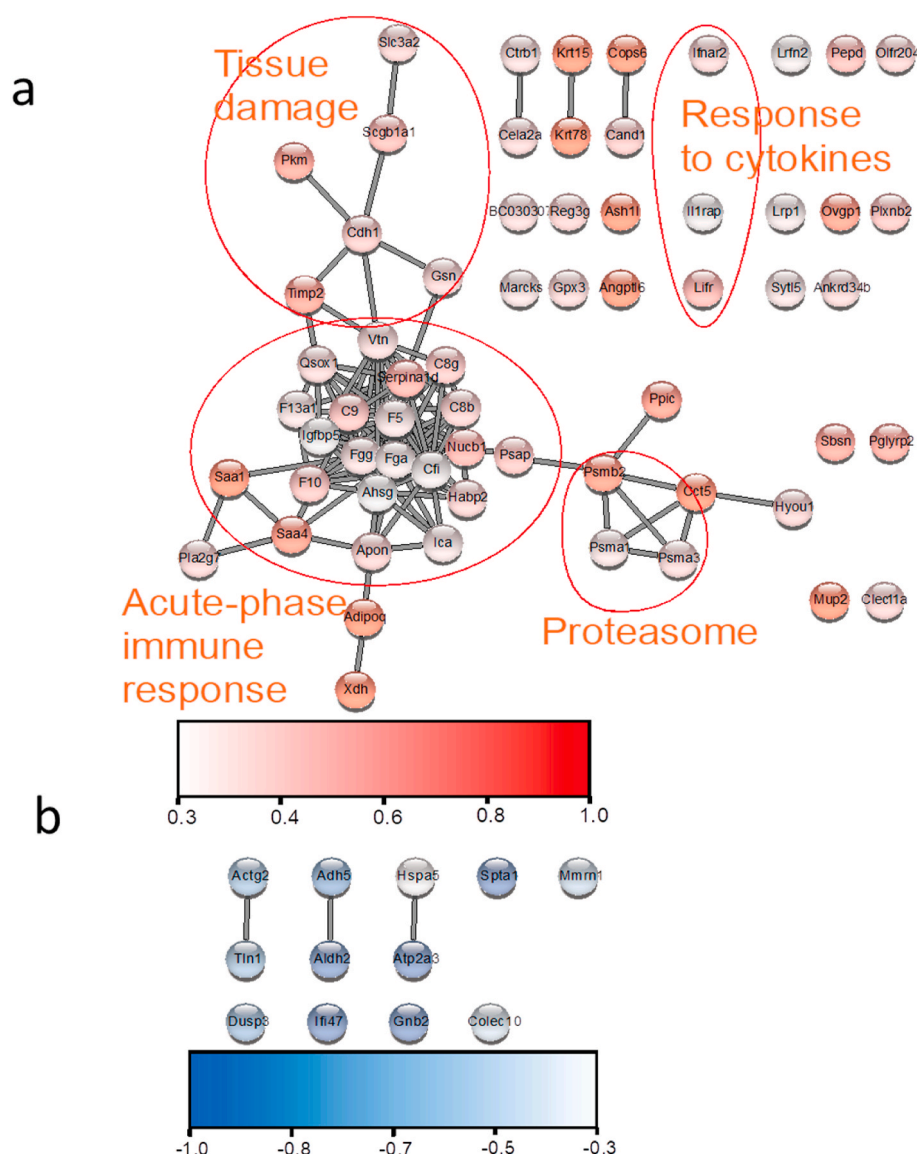 a
Tissue
damage
Slc3a2
Scgb1a1
Pkm
Cdh1
Gsn
Timp2
Ctrb1 Krt15 Cops6 Ifnar2 Lrfn2 Pepd Olfr204
Cela2a Krt78 Cand1
Response
to cytokines
BC030307 Reg3g Ash1l Il1rap Lrp1 Ovgp1 Plxnb2
Marcks Gpx3 Angptl6 Lifr Sytl5 Ankrd34b
Vtn
Qsox1 Serpina1d C8g
F13a1 C9 F5 C8b
Igfbp5 Nucb1
Fgg Fga Cfi Psap
Saa1 F10 Ahsg Habp2
Saa4 Ica
Pla2g7 Apon
Adipoq
Xdh
Acute-phase
immune
response
Ppic
Psmb2 Cct5
Psma1 Psma3 Hyou1
Proteasome
Sbsn Pglyrp2
Mup2 Clec11a
0.3 0.4 0.6 0.8 1.0
b
Actg2 Adh5 Hspa5 Spta1 Mmrn1
Tln1 Aldh2 Atp2a3
Dusp3 Ifi47 Gnb2 Colec10
-1.0 -0.8 -0.7 -0.5 -0.3